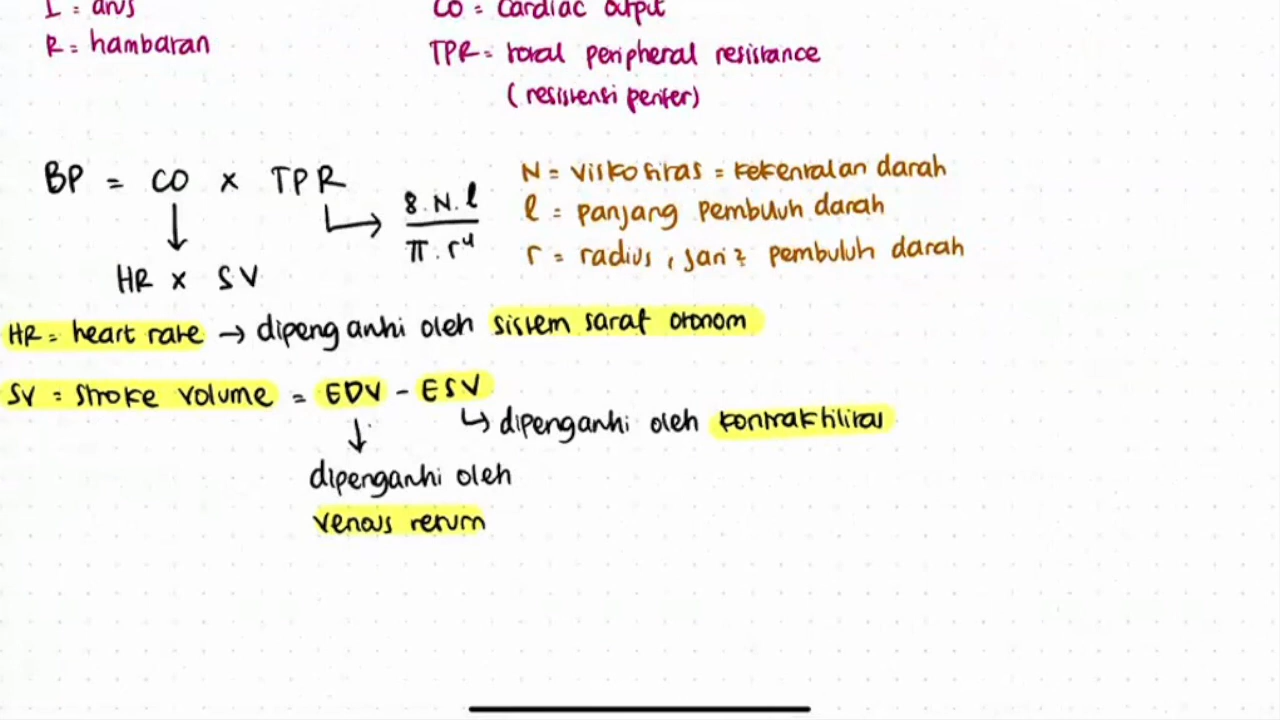 I = arus
R = hambatan
CO = Cardiac output
TPR = total peripheral resistance
(resistensi perifer)
BP = CO x TPR
8. N. l
π. r⁴
HR x SV
N = viskositas = kekentalan darah
l = panjang pembuluh darah
r = radius, jari² pembuluh darah
HR = heart rate → dipengaruhi oleh sistem saraf otonom
SV = stroke volume = EDV - ESV
↳ dipengaruhi oleh kontraktilitas
dipengaruhi oleh
venous return